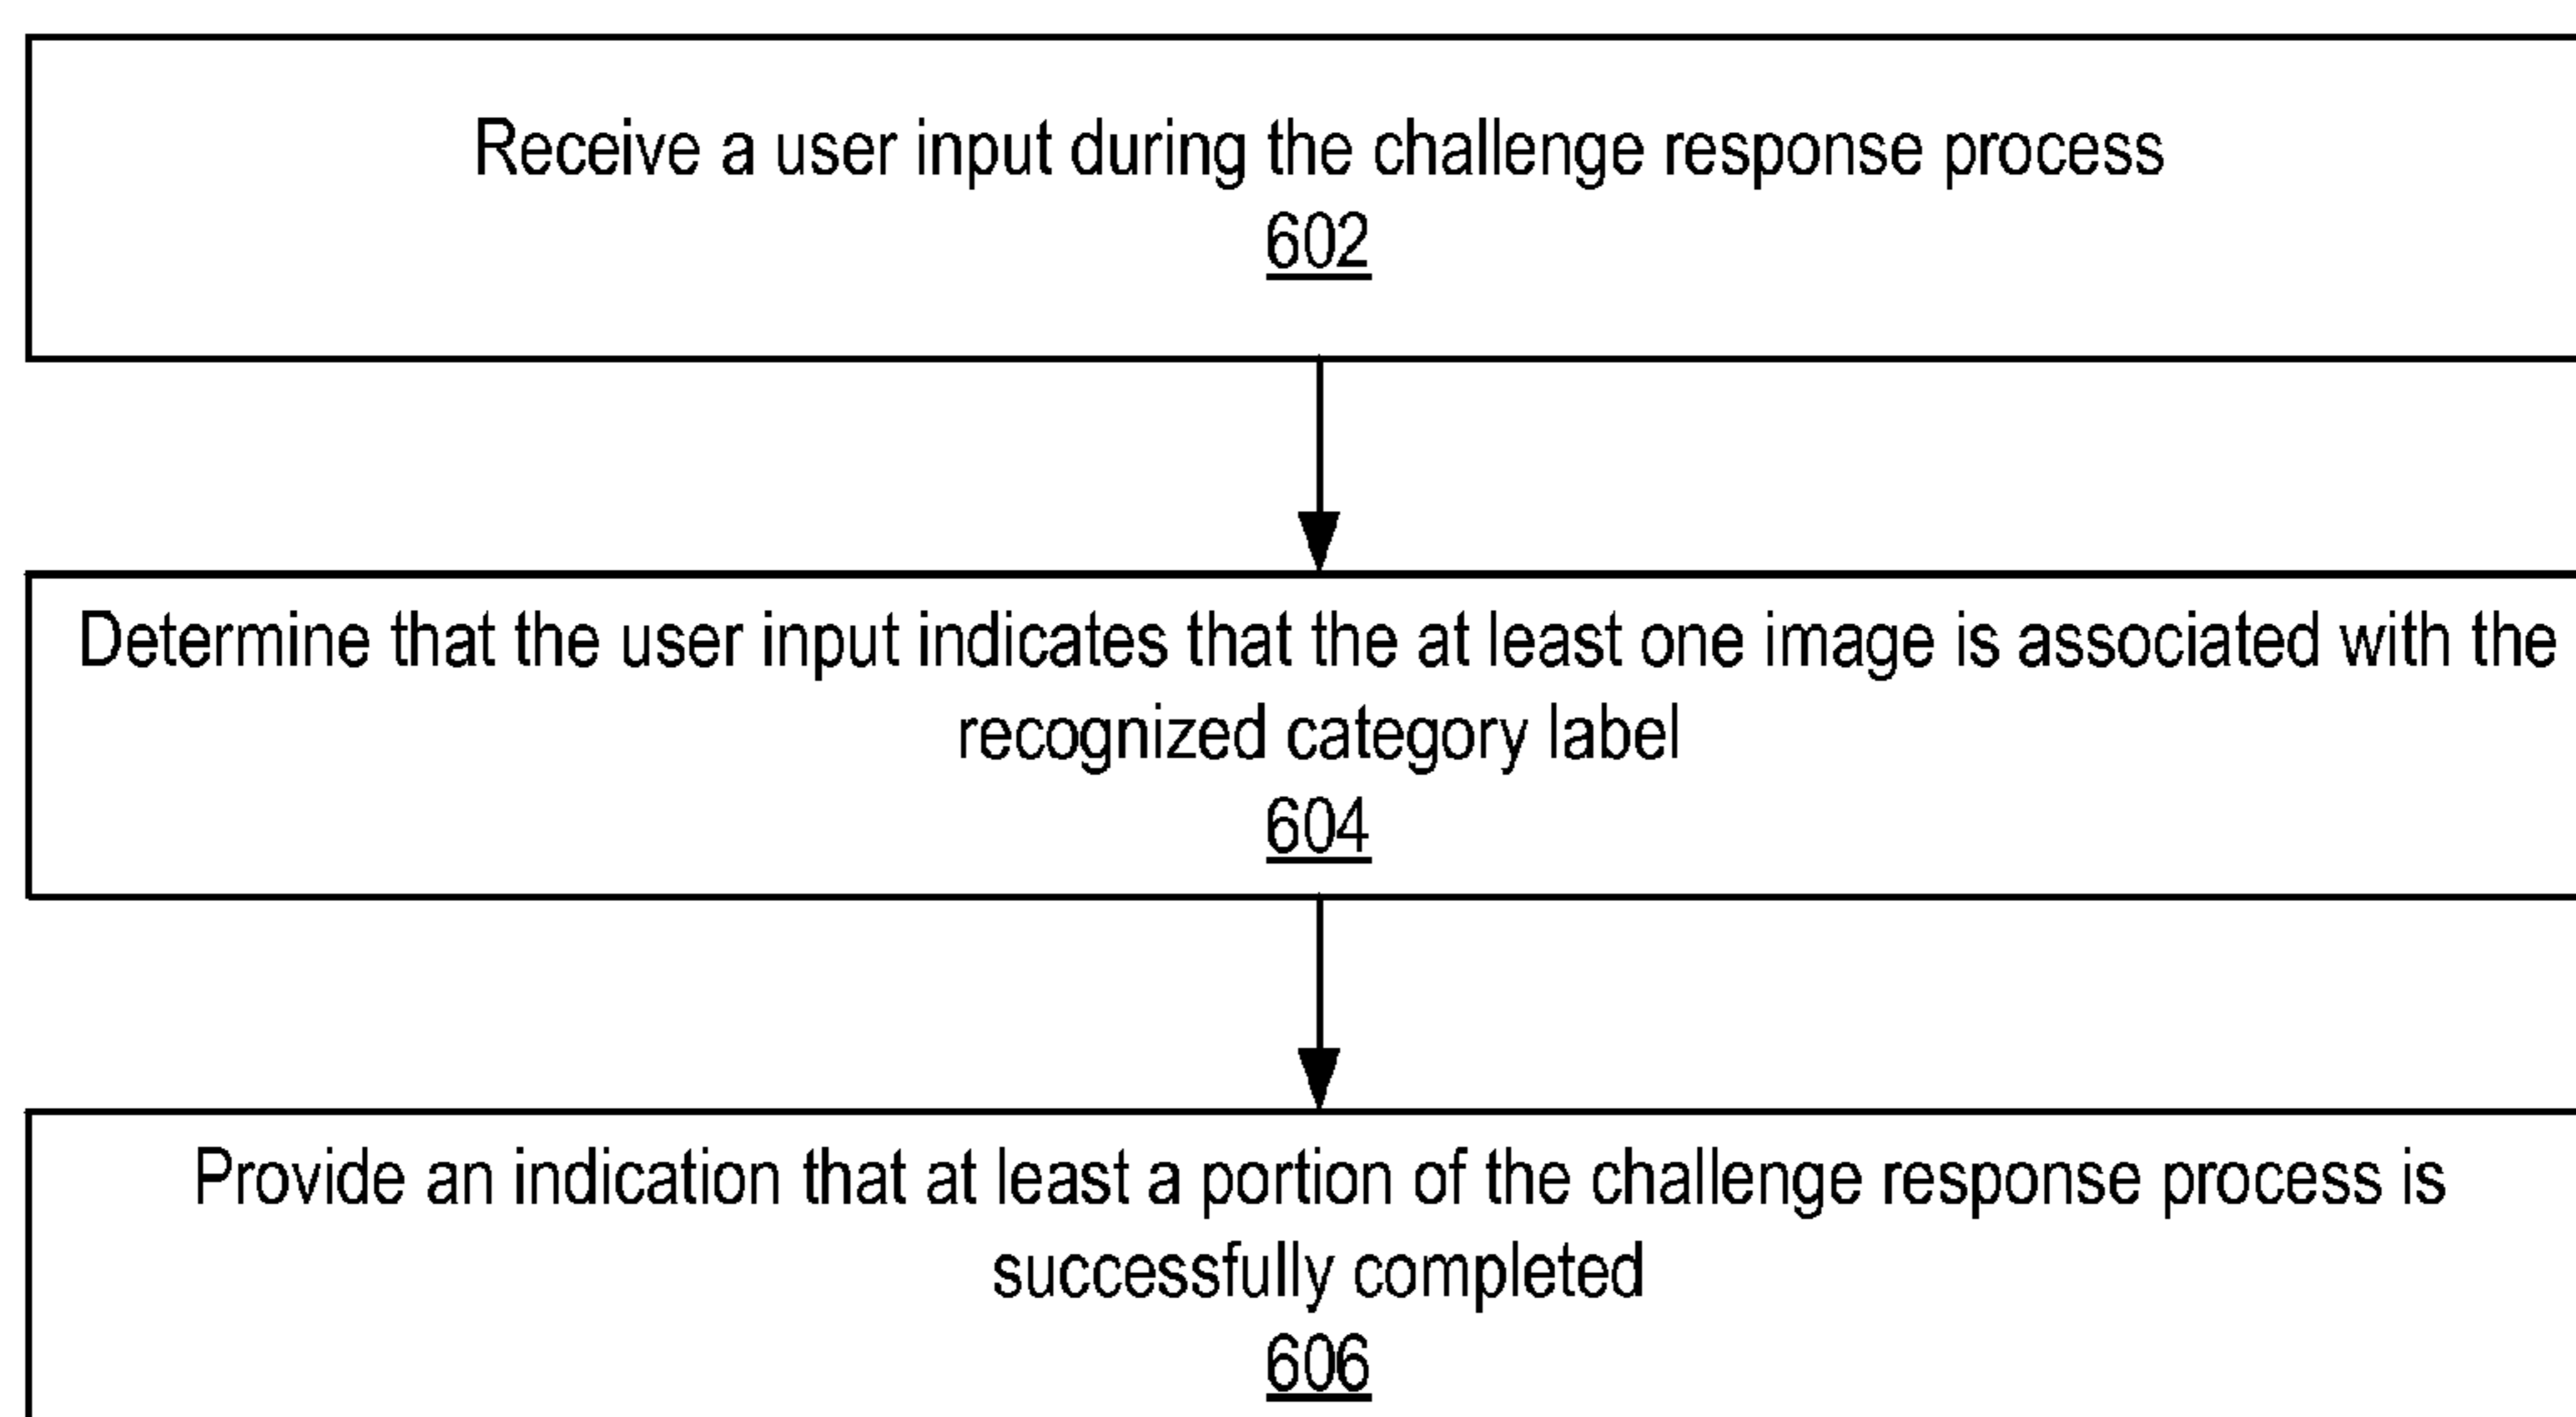 Receive a user input during the challenge response process
602
Determine that the user input indicates that the at least one image is associated with the
recognized category label
604
Provide an indication that at least a portion of the challenge response process is
successfully completed
606